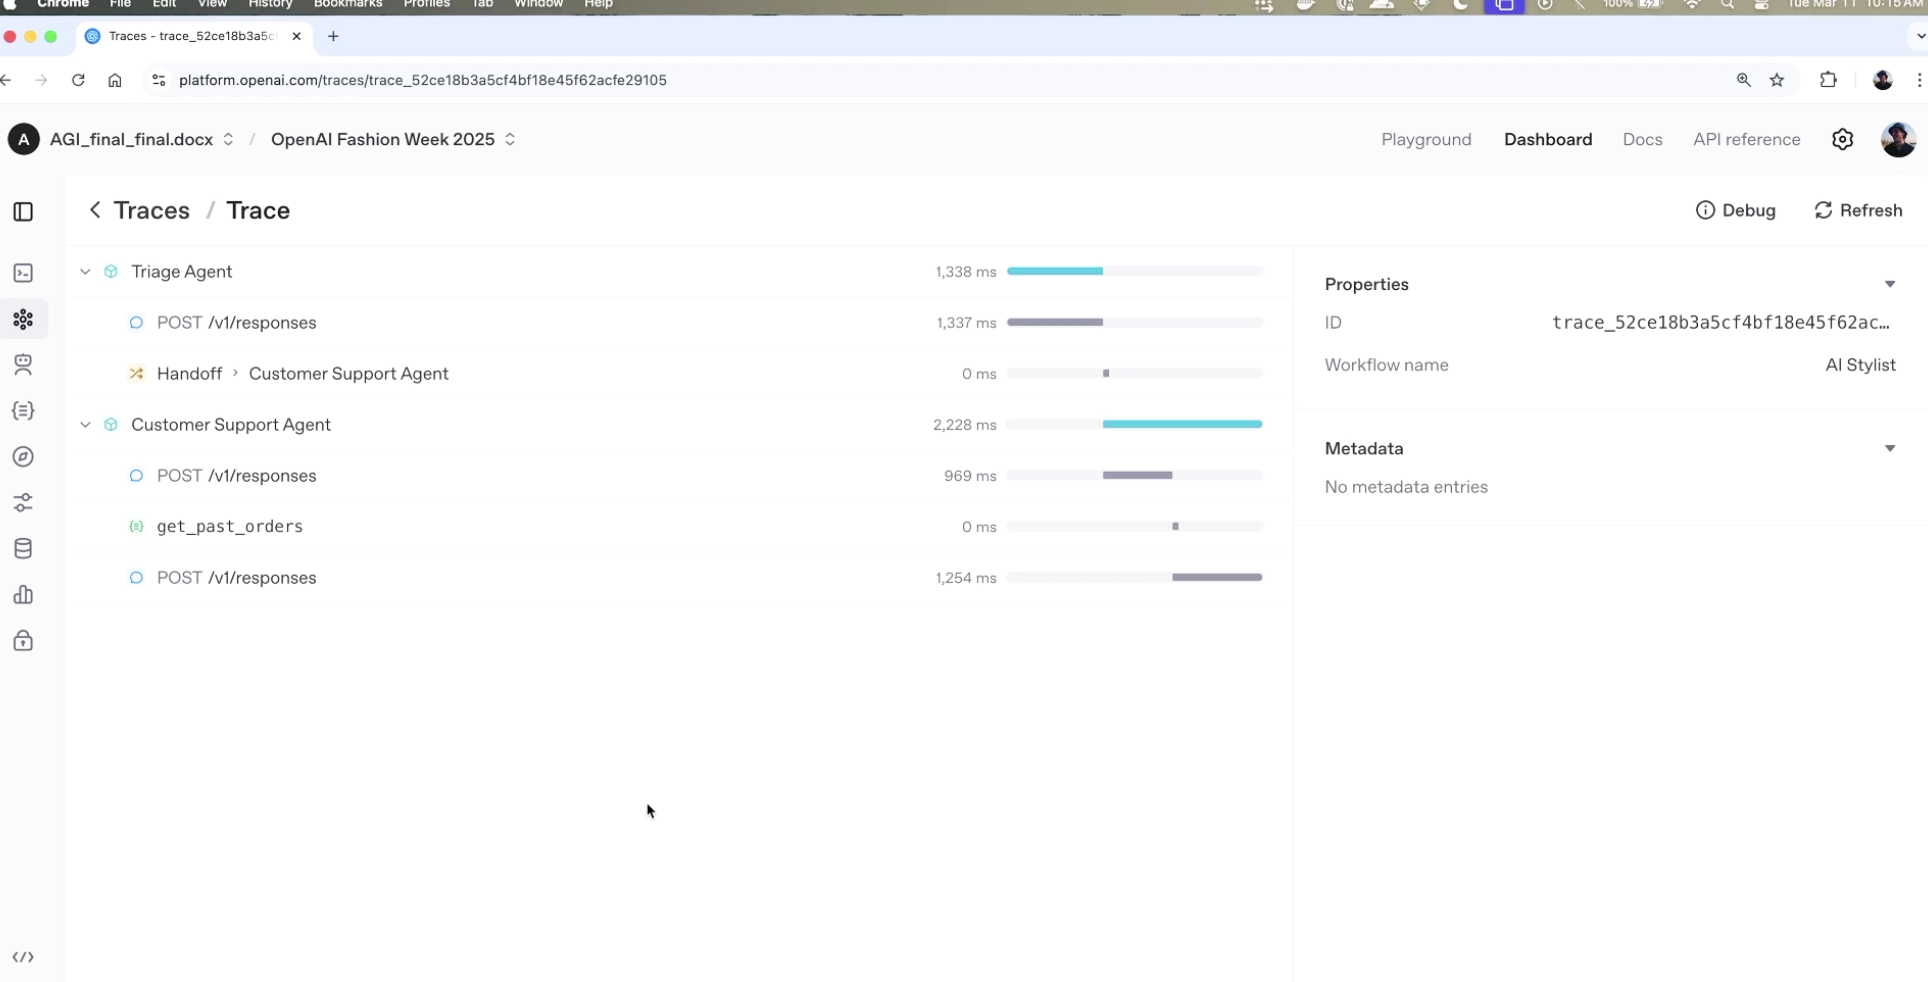 Chrome File Edit View History Bookmarks Profiles Tab Window Help 100% Tue Mar 11 10:15 AM
Traces - trace_52ce18b3a5c
platform.openai.com/traces/trace_52ce18b3a5cf4bf18e45f62acfe29105
A AGI_final_final.docx / OpenAI Fashion Week 2025 Playground Dashboard Docs API reference
Traces / Trace Debug Refresh
Triage Agent 1,338 ms
POST /v1/responses 1,337 ms
Handoff > Customer Support Agent 0 ms
Customer Support Agent 2,228 ms
POST /v1/responses 969 ms
get_past_orders 0 ms
POST /v1/responses 1,254 ms
Properties
ID trace_52ce18b3a5cf4bf18e45f62ac…
Workflow name AI Stylist
Metadata
No metadata entries